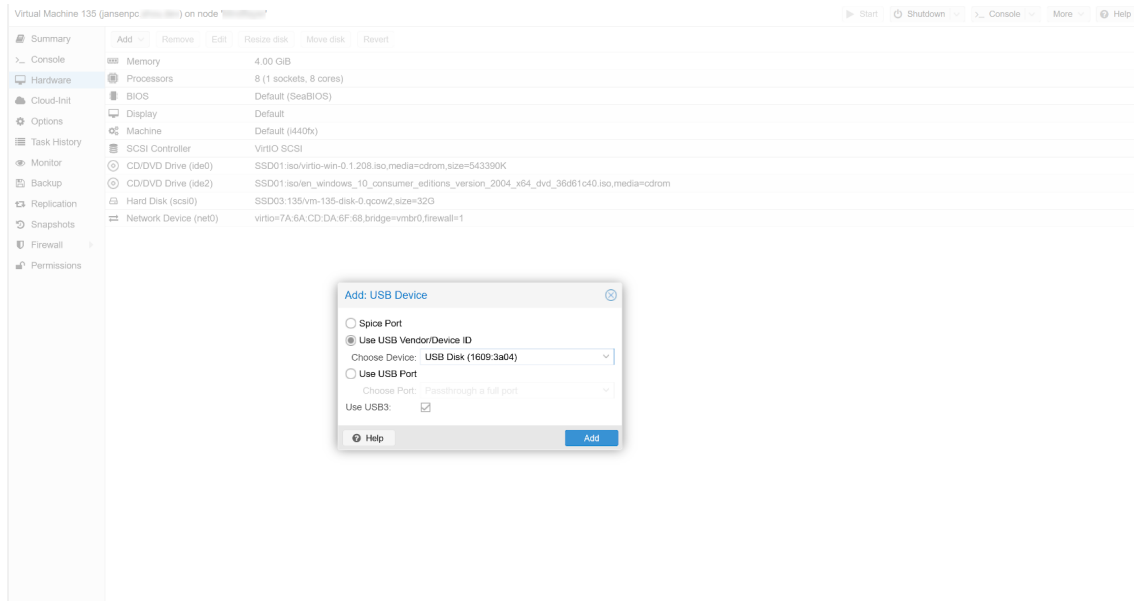 Virtual Machine 135 (jansenpc ) on node ' '
Start Shutdown >_ Console More Help
Summary
>_ Console
Hardware
Cloud-Init
Options
Task History
Monitor
Backup
Replication
Snapshots
Firewall
Permissions
Add Remove Edit Resize disk Move disk Revert
Memory 4.00 GiB
Processors 8 (1 sockets, 8 cores)
BIOS Default (SeaBIOS)
Display Default
Machine Default (i440fx)
SCSI Controller VirtIO SCSI
CD/DVD Drive (ide0) SSD01:iso/virtio-win-0.1.208.iso,media=cdrom,size=543390K
CD/DVD Drive (ide2) SSD01:iso/en_windows_10_consumer_editions_version_2004_x64_dvd_36d61c40.iso,media=cdrom
Hard Disk (scsi0) SSD03:135/vm-135-disk-0.qcow2,size=32G
Network Device (net0) virtio=7A:6A:CD:DA:6F:68,bridge=vmbr0,firewall=1
Add: USB Device
Spice Port
Use USB Vendor/Device ID
Choose Device: USB Disk (1609:3a04)
Use USB Port
Choose Port: Passthrough a full port
Use USB3:
Help Add